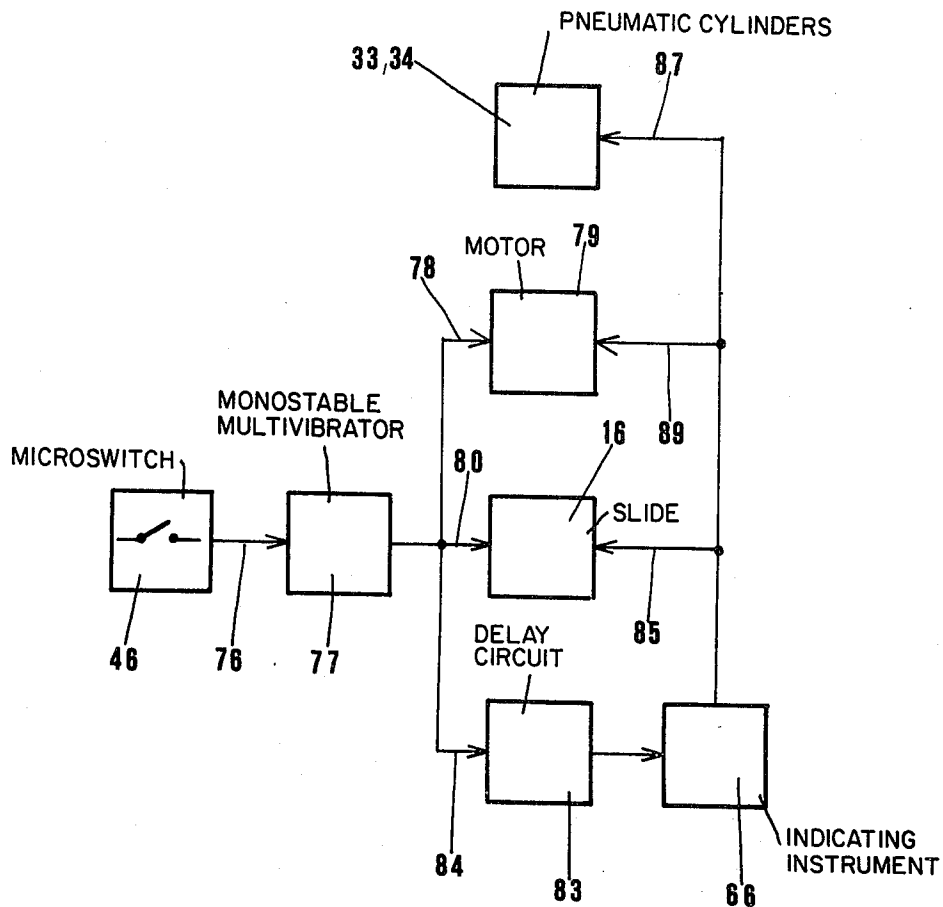 PNEUMATIC CYLINDERS
33,34
87
MOTOR
79
78
MONOSTABLE
MULTIVIBRATOR
89
16
MICROSWITCH
80
SLIDE
85
DELAY
CIRCUIT
46
76
77
84
83
66
INDICATING
INSTRUMENT